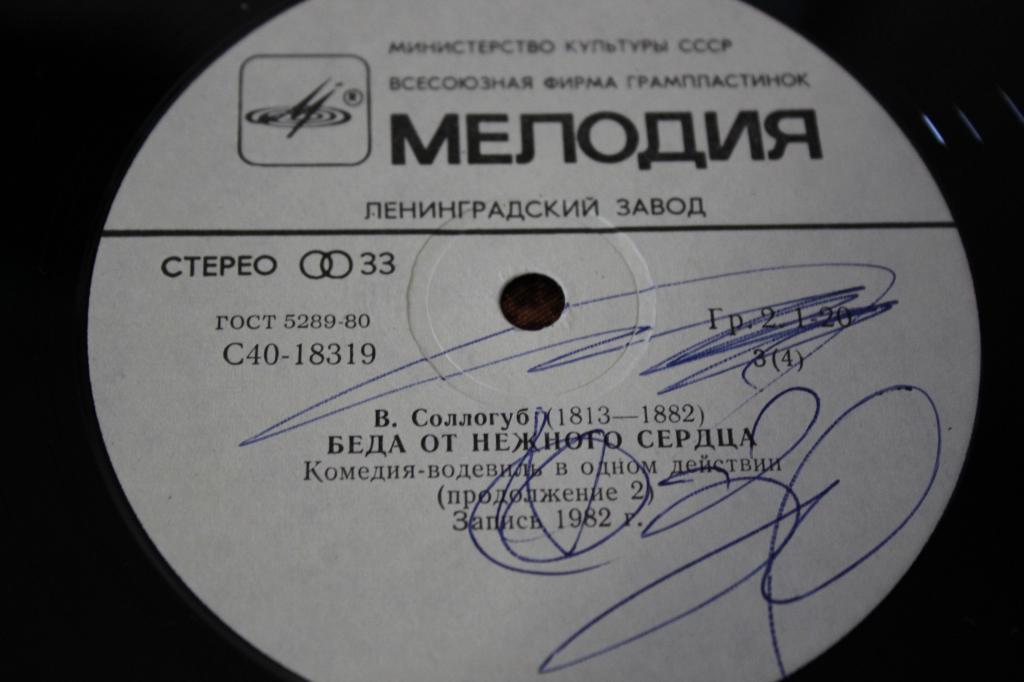 МИНИСТЕРСТВО КУЛЬТУРЫ СССР
ВСЕСОЮЗНАЯ ФИРМА ГРАМПЛАСТИНОК
®
МЕЛОДИЯ
ЛЕНИНГРАДСКИЙ ЗАВОД
СТЕРЕО 33
ГОСТ 5289-80 Гр. 2. 1-20
С40-18319 3(4)
В. Соллогуб (1813—1882)
БЕДА ОТ НЕЖНОГО СЕРДЦА
Комедия-водевиль в одном действии
(продолжение 2)
Запись 1982 г.